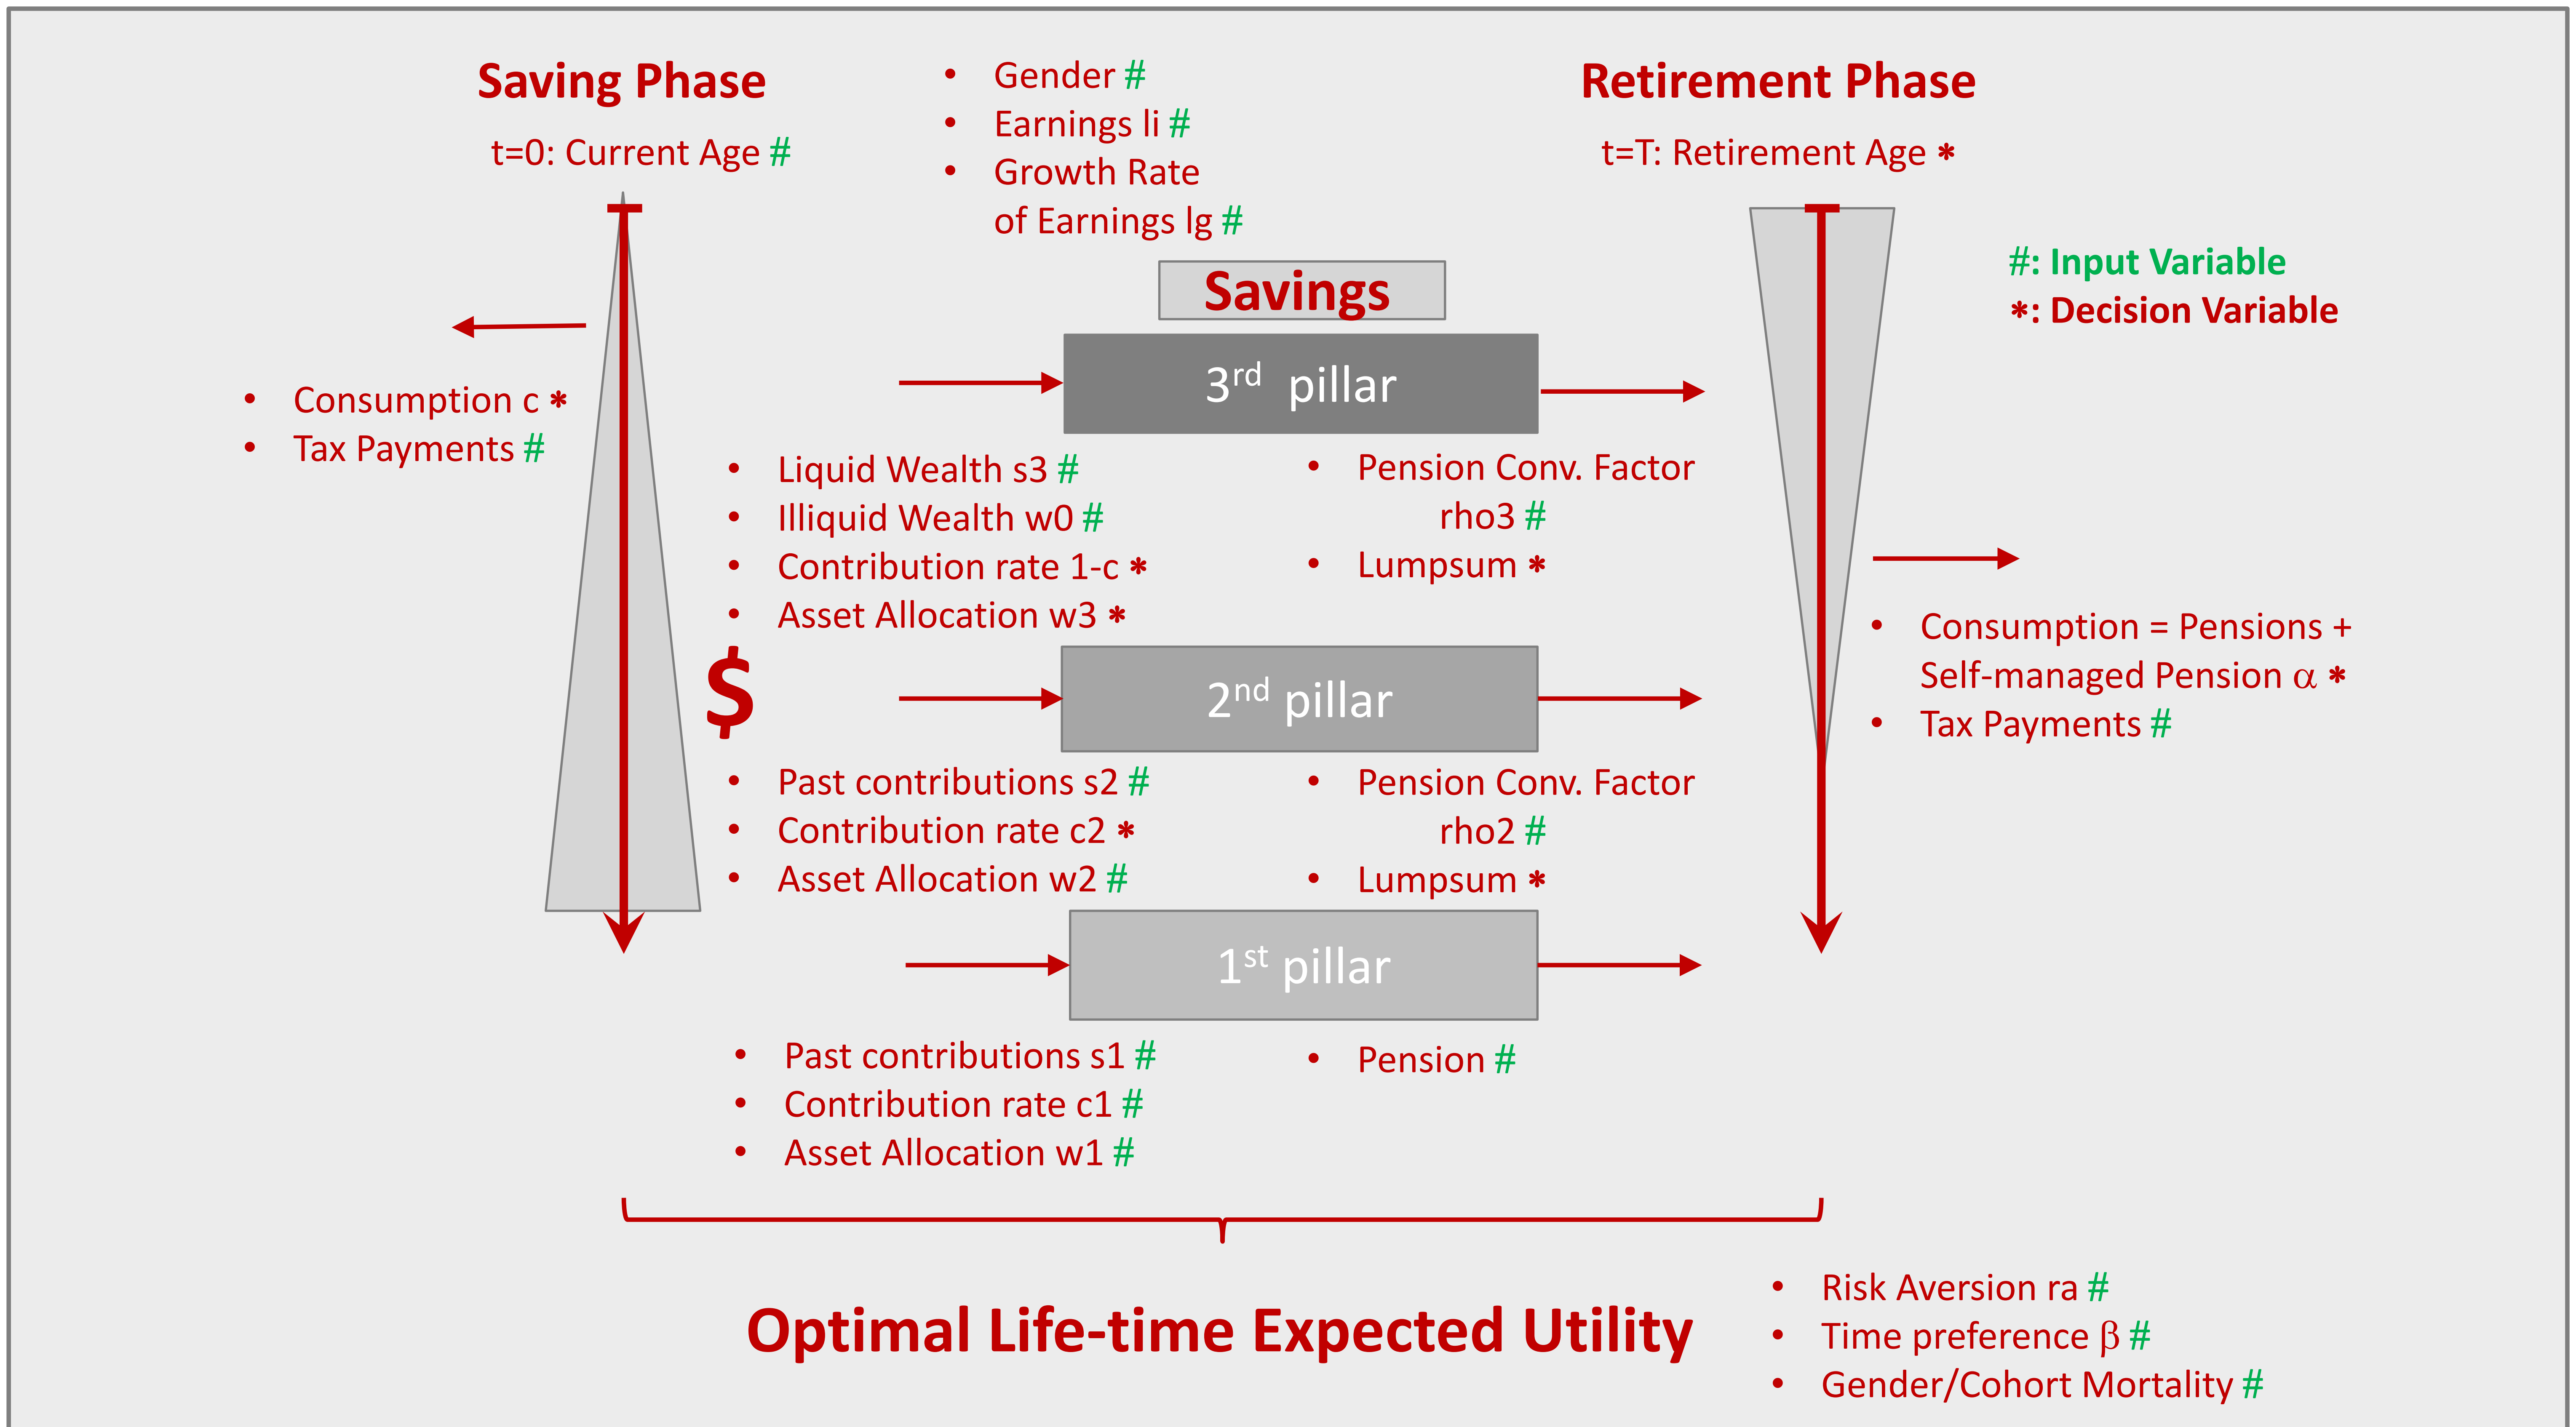 Saving Phase
t=0: Current Age #
• Gender #
• Earnings li #
• Growth Rate
of Earnings lg #
Retirement Phase
t=T: Retirement Age *
#: Input Variable
*: Decision Variable
Savings
3rd pillar
• Consumption c *
• Tax Payments #
• Liquid Wealth s3 #
• Illiquid Wealth w0 #
• Contribution rate 1-c *
• Asset Allocation w3 *
• Pension Conv. Factor
rho3 #
• Lumpsum *
$
2nd pillar
• Consumption = Pensions +
Self-managed Pension α *
• Tax Payments #
• Past contributions s2 #
• Contribution rate c2 *
• Asset Allocation w2 #
• Pension Conv. Factor
rho2 #
• Lumpsum *
1st pillar
• Past contributions s1 #
• Contribution rate c1 #
• Asset Allocation w1 #
• Pension #
Optimal Life-time Expected Utility
• Risk Aversion ra #
• Time preference β #
• Gender/Cohort Mortality #